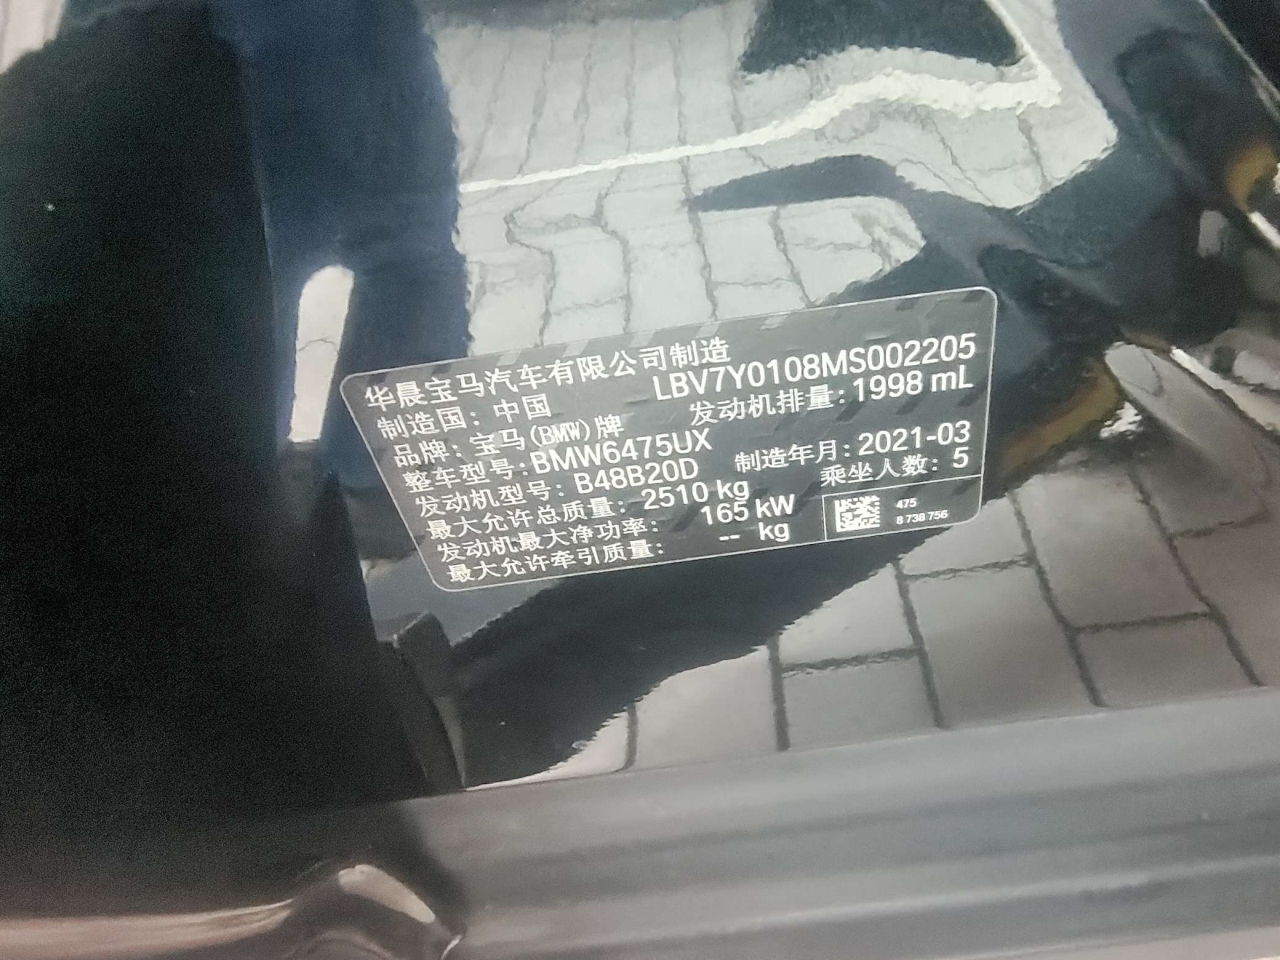 华晨宝马汽车有限公司制造
制造国：中国 LBV7Y0108MS002205
品牌：宝马(BMW)牌 发动机排量：1998 mL
整车型号：BMW6475UX
发动机型号：B48B20D 制造年月：2021-03
最大允许总质量：2510 kg 乘坐人数：5
发动机最大净功率：165 kW
最大允许牵引质量：-- kg
475
8 738 756